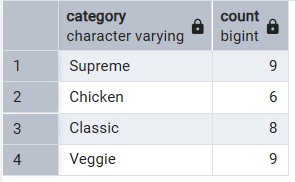 category count
character varying bigint
1 Supreme 9
2 Chicken 6
3 Classic 8
4 Veggie 9